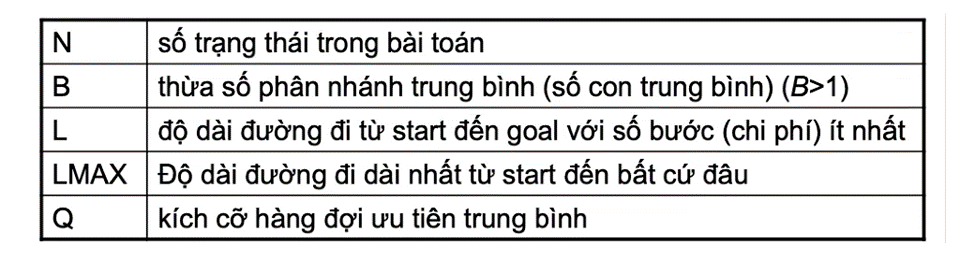 N số trạng thái trong bài toán
B thừa số phân nhánh trung bình (số con trung bình) (B>1)
L độ dài đường đi từ start đến goal với số bước (chi phí) ít nhất
LMAX Độ dài đường đi dài nhất từ start đến bất cứ đâu
Q kích cỡ hàng đợi ưu tiên trung bình